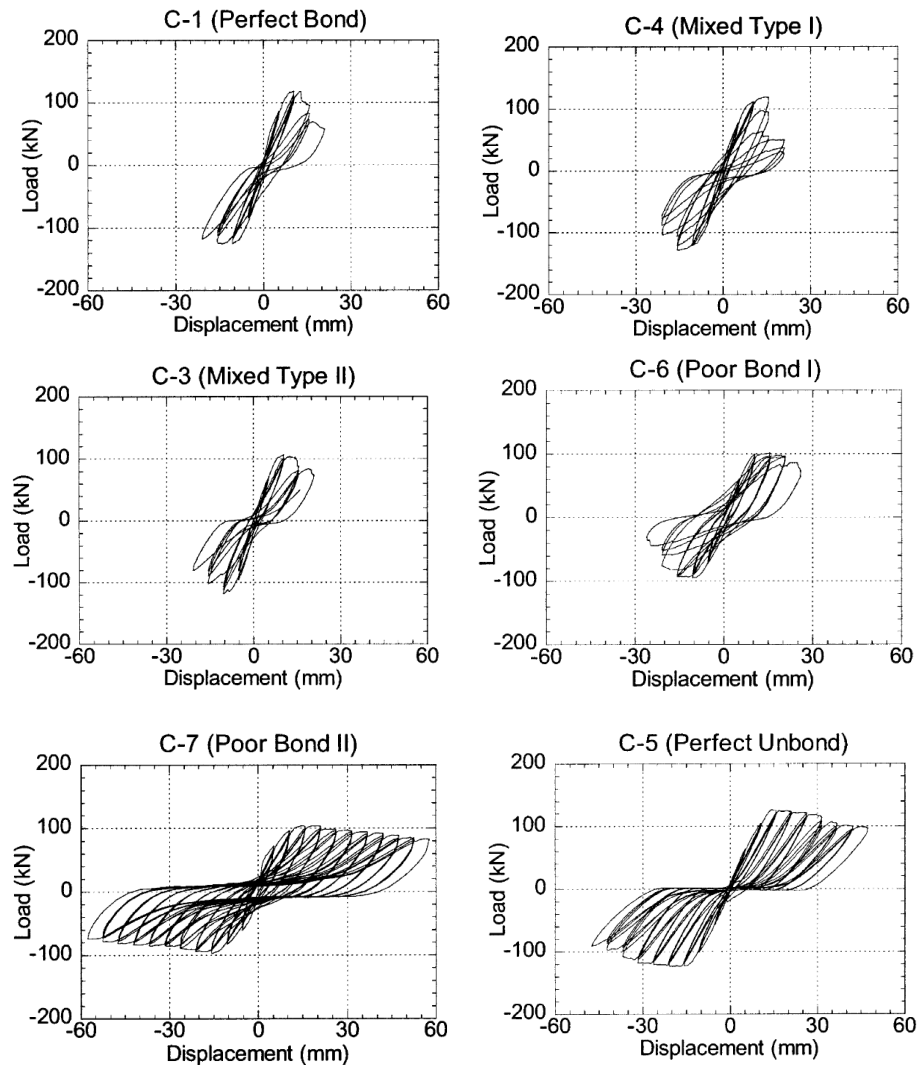 C-1 (Perfect Bond)
200
100
0
-100
-200
Load (kN)
-60 -30 0 30 60
Displacement (mm)
C-4 (Mixed Type I)
200
100
0
-100
-200
Load (kN)
-60 -30 0 30 60
Displacement (mm)
C-3 (Mixed Type II)
200
100
0
-100
-200
Load (kN)
-60 -30 0 30 60
Displacement (mm)
C-6 (Poor Bond I)
200
100
0
-100
-200
Load (kN)
-60 -30 0 30 60
Displacement (mm)
C-7 (Poor Bond II)
200
100
0
-100
-200
Load (kN)
-60 -30 0 30 60
Displacement (mm)
C-5 (Perfect Unbond)
200
100
0
-100
-200
Load (kN)
-60 -30 0 30 60
Displacement (mm)